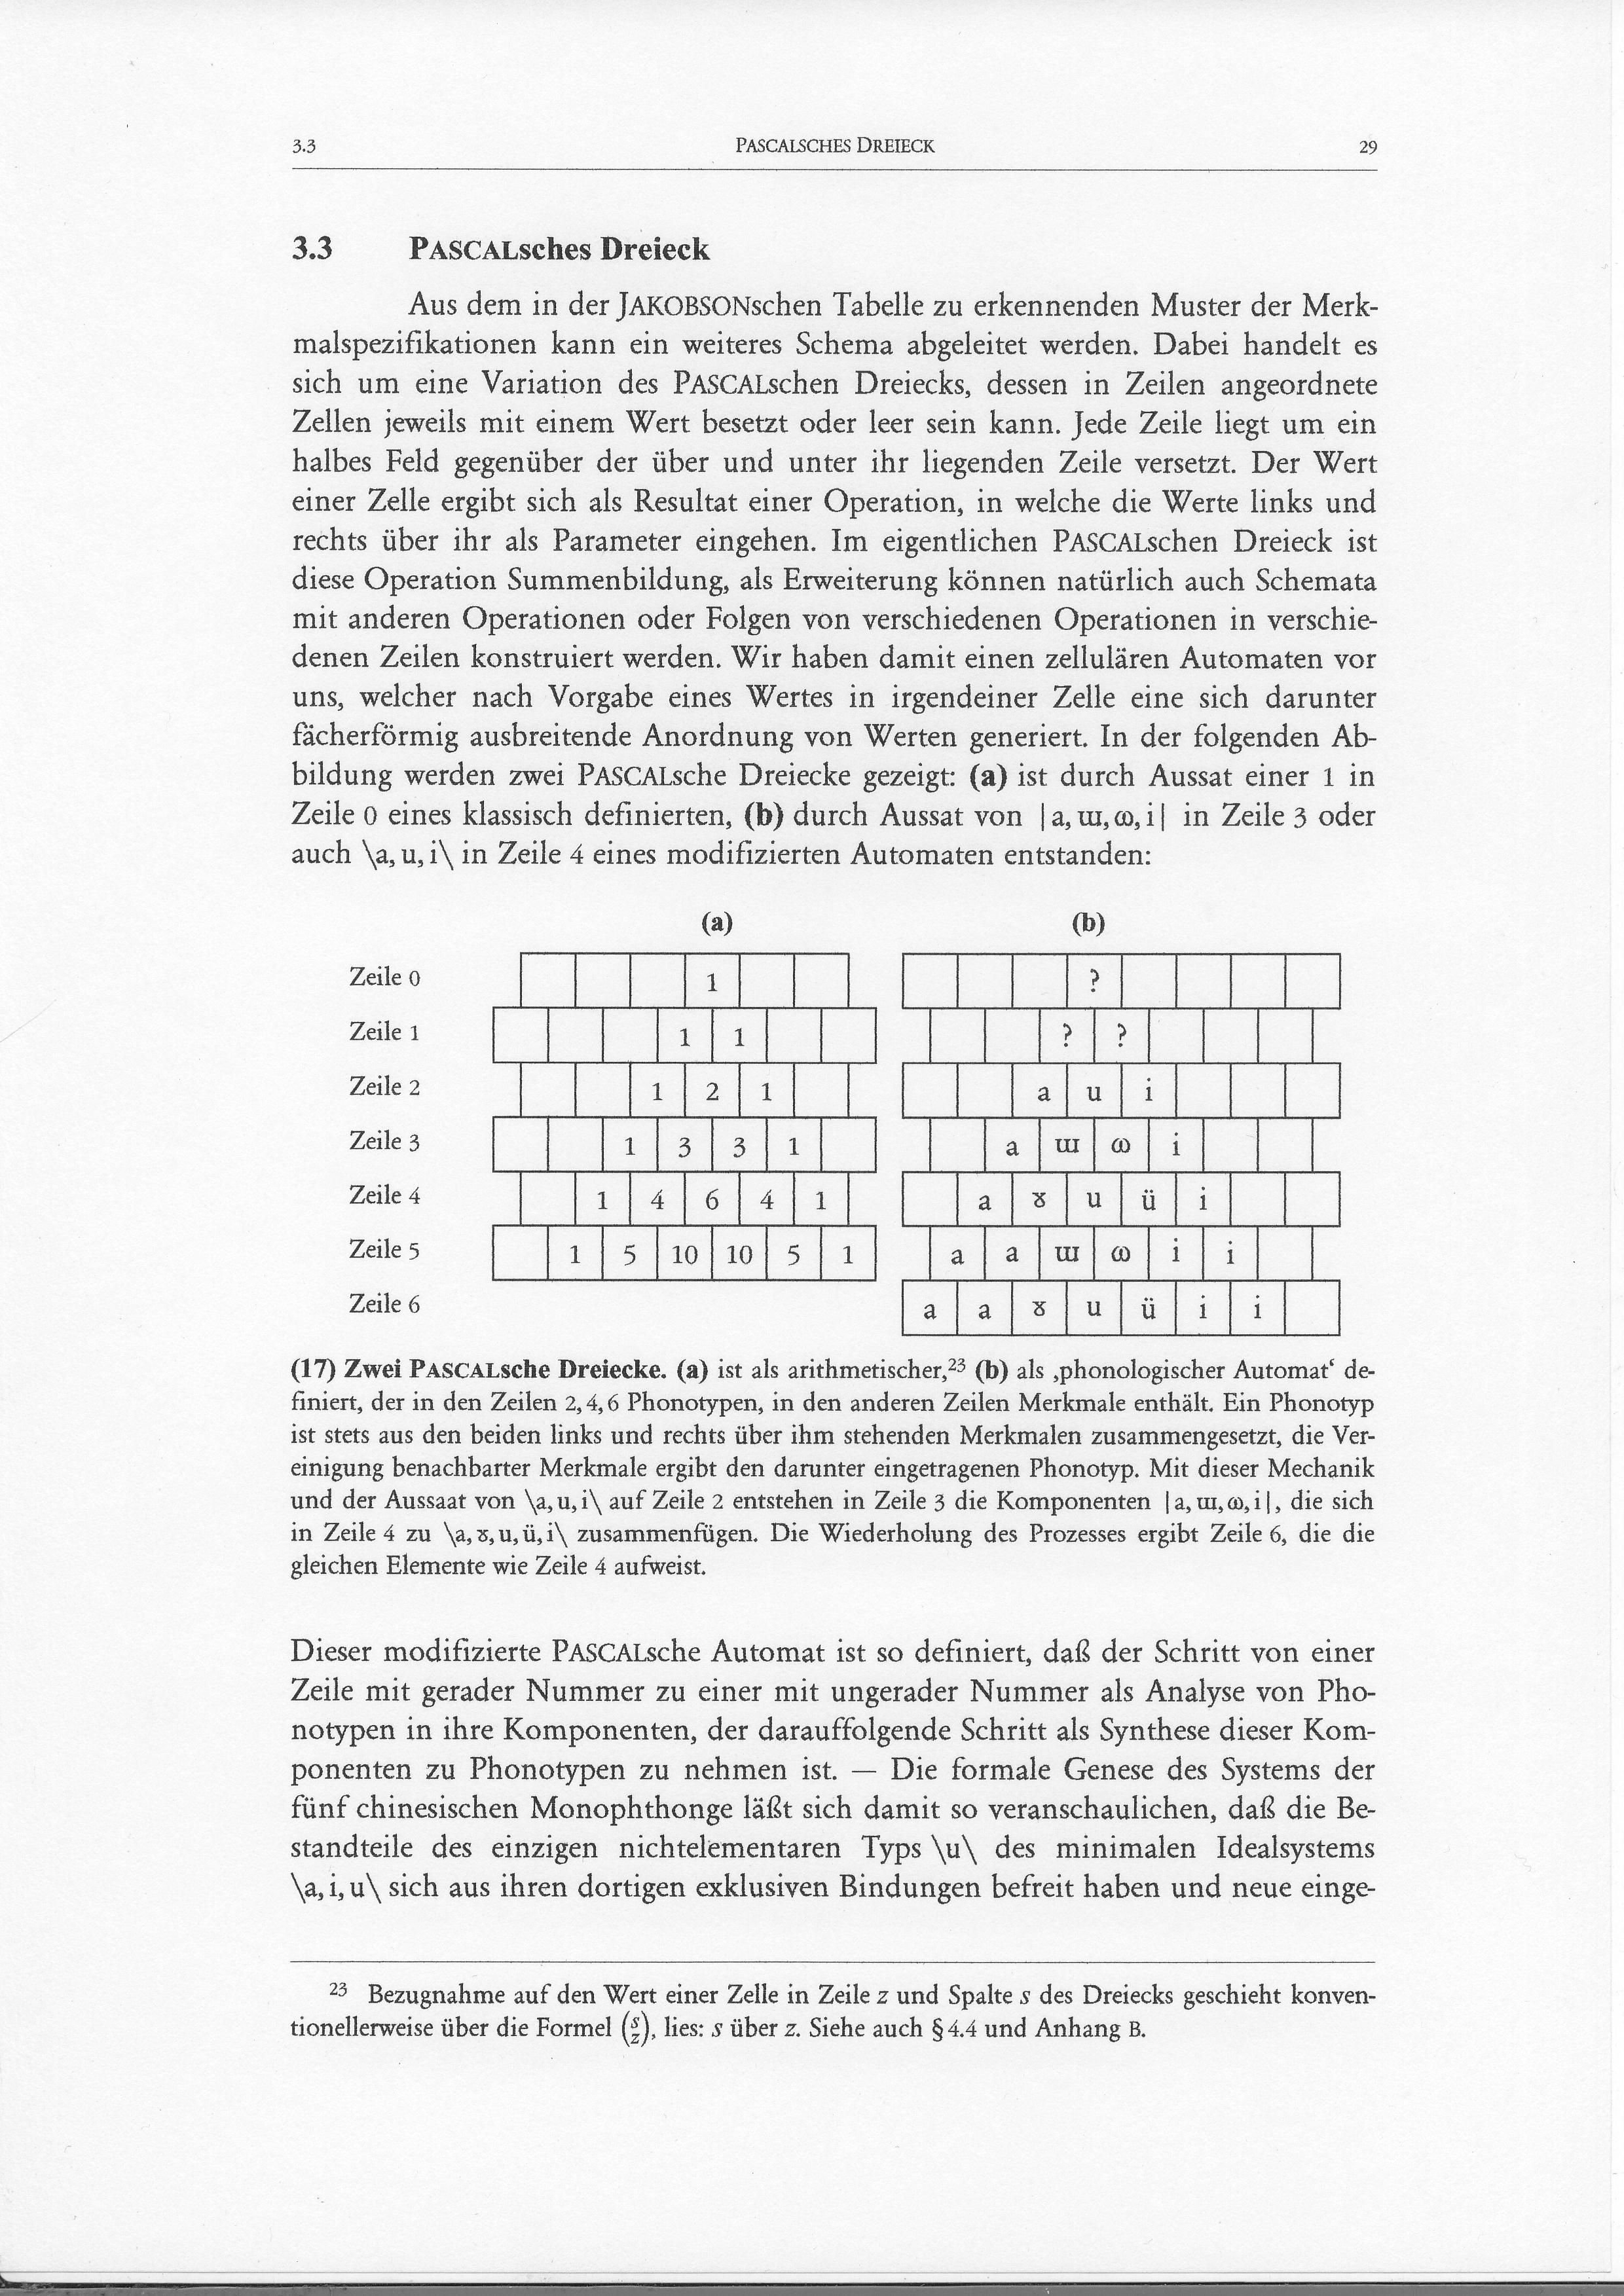 3.3 PASCALSCHES DREIECK 29
3.3 PASCALsches Dreieck
Aus dem in der JAKOBSONschen Tabelle zu erkennenden Muster der Merk-
malspezifikationen kann ein weiteres Schema abgeleitet werden. Dabei handelt es
sich um eine Variation des PASCALschen Dreiecks, dessen in Zeilen angeordnete
Zellen jeweils mit einem Wert besetzt oder leer sein kann. Jede Zeile liegt um ein
halbes Feld gegenüber der über und unter ihr liegenden Zeile versetzt. Der Wert
einer Zelle ergibt sich als Resultat einer Operation, in welche die Werte links und
rechts über ihr als Parameter eingehen. Im eigentlichen PASCALschen Dreieck ist
diese Operation Summenbildung, als Erweiterung können natürlich auch Schemata
mit anderen Operationen oder Folgen von verschiedenen Operationen in verschie-
denen Zeilen konstruiert werden. Wir haben damit einen zellulären Automaten vor
uns, welcher nach Vorgabe eines Wertes in irgendeiner Zelle eine sich darunter
fächerförmig ausbreitende Anordnung von Werten generiert. In der folgenden Ab-
bildung werden zwei PASCALsche Dreiecke gezeigt: (a) ist durch Aussat einer 1 in
Zeile 0 eines klassisch definierten, (b) durch Aussat von |a, ɯ, ꙍ, i| in Zeile 3 oder
auch \a, u, i\ in Zeile 4 eines modifizierten Automaten entstanden:
(a) (b)
Zeile 0 1 ?
Zeile 1 1 1 ? ?
Zeile 2 1 2 1 a u i
Zeile 3 1 3 3 1 a ɯ ꙍ i
Zeile 4 1 4 6 4 1 a ɤ u ü i
Zeile 5 1 5 10 10 5 1 a a ɯ ꙍ i i
Zeile 6 a a ɤ u ü i i
(17) Zwei PASCALsche Dreiecke. (a) ist als arithmetischer,²³ (b) als ‚phonologischer Automat‘ de-
finiert, der in den Zeilen 2, 4, 6 Phonotypen, in den anderen Zeilen Merkmale enthält. Ein Phonotyp
ist stets aus den beiden links und rechts über ihm stehenden Merkmalen zusammengesetzt, die Ver-
einigung benachbarter Merkmale ergibt den darunter eingetragenen Phonotyp. Mit dieser Mechanik
und der Aussaat von \a, u, i\ auf Zeile 2 entstehen in Zeile 3 die Komponenten |a, ɯ, ꙍ, i|, die sich
in Zeile 4 zu \a, ɤ, u, ü, i\ zusammenfügen. Die Wiederholung des Prozesses ergibt Zeile 6, die die
gleichen Elemente wie Zeile 4 aufweist.
Dieser modifizierte PASCALsche Automat ist so definiert, daß der Schritt von einer
Zeile mit gerader Nummer zu einer mit ungerader Nummer als Analyse von Pho-
notypen in ihre Komponenten, der darauffolgende Schritt als Synthese dieser Kom-
ponenten zu Phonotypen zu nehmen ist. — Die formale Genese des Systems der
fünf chinesischen Monophthonge läßt sich damit so veranschaulichen, daß die Be-
standteile des einzigen nichtelementaren Typs \u\ des minimalen Idealsystems
\a, i, u\ sich aus ihren dortigen exklusiven Bindungen befreit haben und neue einge-
²³ Bezugnahme auf den Wert einer Zelle in Zeile z und Spalte s des Dreiecks geschieht konven-
tionellerweise über die Formel (s z), lies: s über z. Siehe auch § 4.4 und Anhang B.